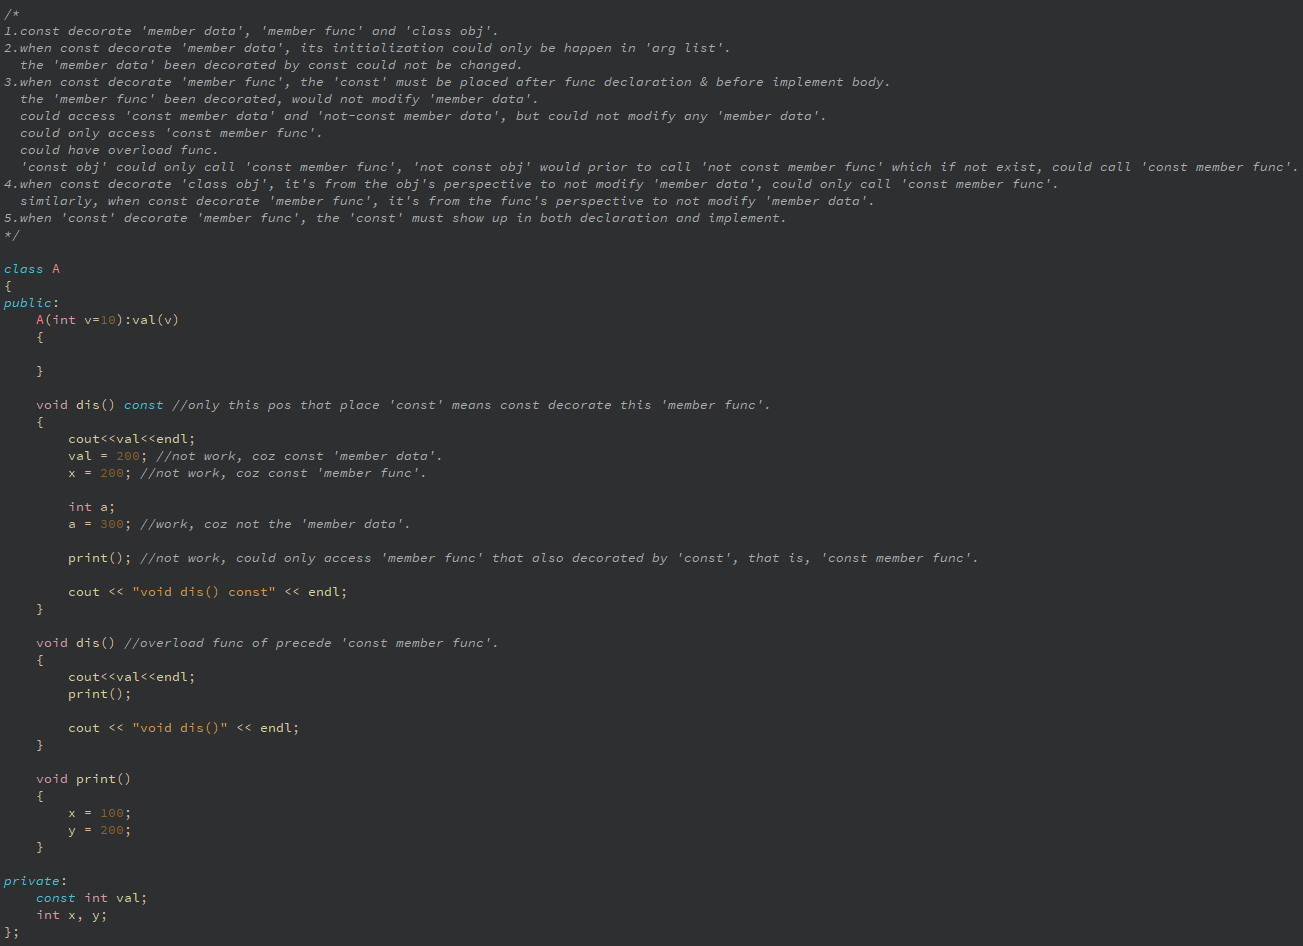 /*
1.const decorate 'member data', 'member func' and 'class obj'.
2.when const decorate 'member data', its initialization could only be happen in 'arg list'.
  the 'member data' been decorated by const could not be changed.
3.when const decorate 'member func', the 'const' must be placed after func declaration & before implement body.
  the 'member func' been decorated, would not modify 'member data'.
  could access 'const member data' and 'not-const member data', but could not modify any 'member data'.
  could only access 'const member func'.
  could have overload func.
  'const obj' could only call 'const member func', 'not const obj' would prior to call 'not const member func' which if not exist, could call 'const member func'.
4.when const decorate 'class obj', it's from the obj's perspective to not modify 'member data', could only call 'const member func'.
  similarly, when const decorate 'member func', it's from the func's perspective to not modify 'member data'.
5.when 'const' decorate 'member func', the 'const' must show up in both declaration and implement.
*/

class A
{
public:
    A(int v=10):val(v)
    {

    }

    void dis() const //only this pos that place 'const' means const decorate this 'member func'.
    {
        cout<<val<<endl;
        val = 200; //not work, coz const 'member data'.
        x = 200; //not work, coz const 'member func'.

        int a;
        a = 300; //work, coz not the 'member data'.

        print(); //not work, could only access 'member func' that also decorated by 'const', that is, 'const member func'.

        cout << "void dis() const" << endl;
    }

    void dis() //overload func of precede 'const member func'.
    {
        cout<<val<<endl;
        print();

        cout << "void dis()" << endl;
    }

    void print()
    {
        x = 100;
        y = 200;
    }

private:
    const int val;
    int x, y;
};